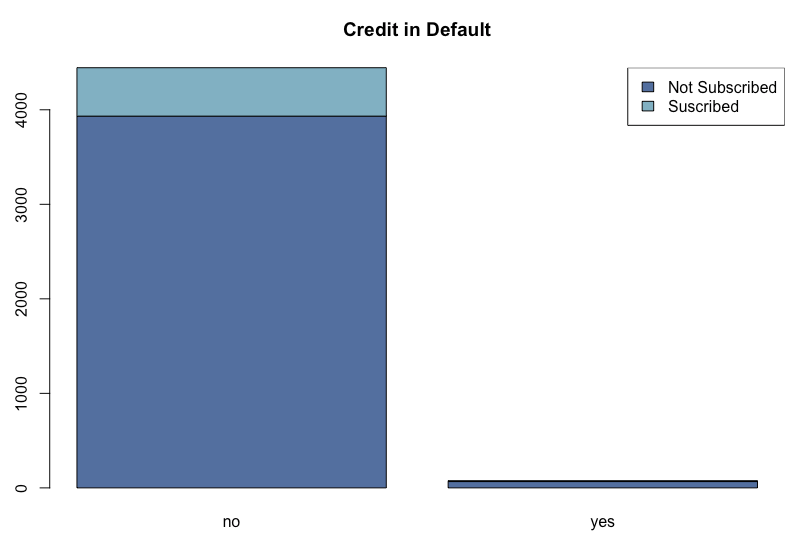 Credit in Default
Not Subscribed
Suscribed
4000
3000
2000
1000
0
no
yes